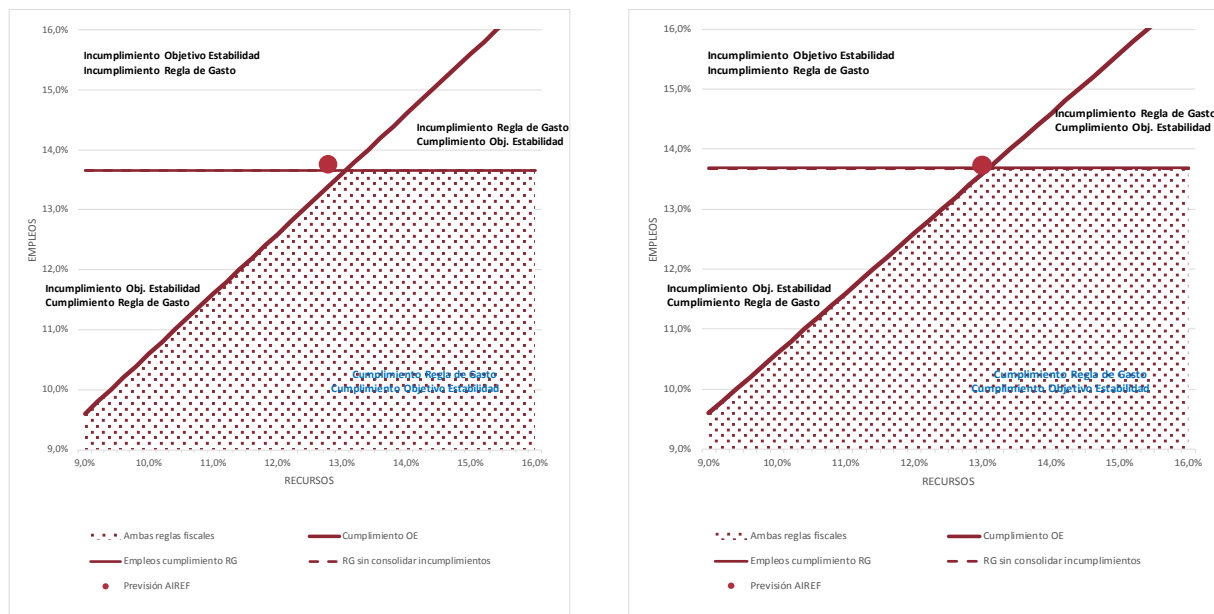 16,0%
Incumplimiento Objetivo Estabilidad
Incumplimiento Regla de Gasto
15,0%
Incumplimiento Regla de Gasto
Cumplimiento Obj. Estabilidad
14,0%
13,0%
EMPLEOS
12,0%
Incumplimiento Obj. Estabilidad
Cumplimiento Regla de Gasto
11,0%
Cumplimiento Regla de Gasto
Cumplimiento Objetivo Estabilidad
10,0%
9,0%
9,0% 10,0% 11,0% 12,0% 13,0% 14,0% 15,0% 16,0%
RECURSOS
Ambas reglas fiscales
Cumplimiento OE
Empleos cumplimiento RG
RG sin consolidar incumplimientos
Previsión AIREF
16,0%
Incumplimiento Objetivo Estabilidad
Incumplimiento Regla de Gasto
15,0%
Incumplimiento Regla de Gasto
Cumplimiento Obj. Estabilidad
14,0%
13,0%
EMPLEOS
12,0%
Incumplimiento Obj. Estabilidad
Cumplimiento Regla de Gasto
11,0%
Cumplimiento Regla de Gasto
Cumplimiento Objetivo Estabilidad
10,0%
9,0%
9,0% 10,0% 11,0% 12,0% 13,0% 14,0% 15,0% 16,0%
RECURSOS
Ambas reglas fiscales
Cumplimiento OE
Empleos cumplimiento RG
RG sin consolidar incumplimientos
Previsión AIREF